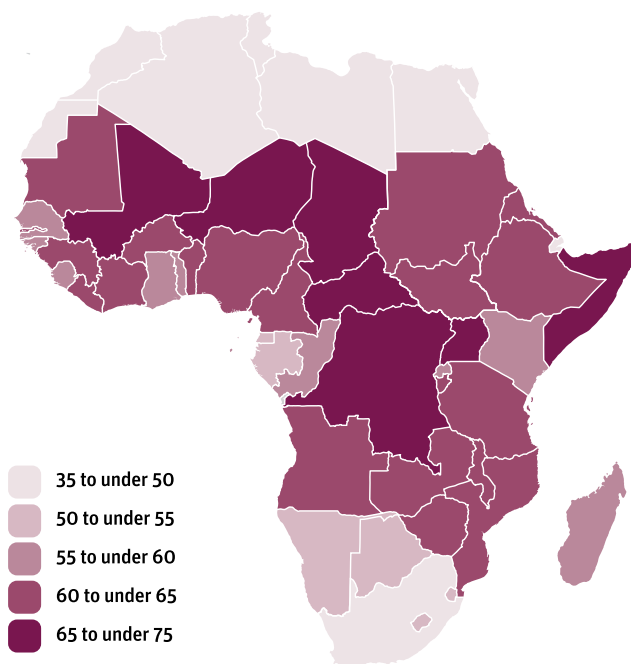 35 to under 50
50 to under 55
55 to under 60
60 to under 65
65 to under 75